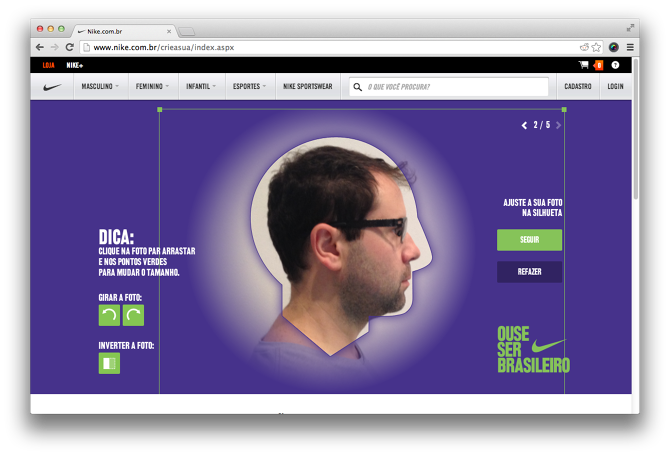 Nike.com.br
www.nike.com.br/crieasua/index.aspx
LOJA NIKE+ 0 ?
MASCULINO FEMININO INFANTIL ESPORTES NIKE SPORTSWEAR O QUE VOCÊ PROCURA? CADASTRO LOGIN
2 / 5
AJUSTE A SUA FOTO
NA SILHUETA
SEGUIR
REFAZER
DICA:
CLIQUE NA FOTO PAR ARRASTAR
E NOS PONTOS VERDES
PARA MUDAR O TAMANHO.
GIRAR A FOTO:
INVERTER A FOTO:
OUSE
SER
BRASILEIRO